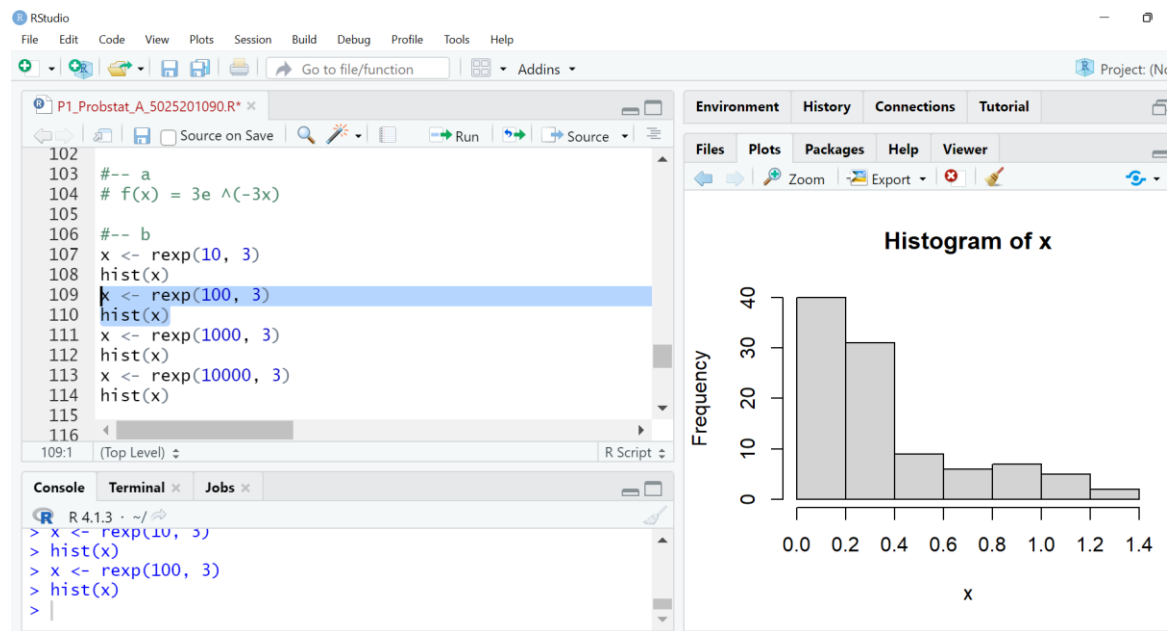 RStudio
File Edit Code View Plots Session Build Debug Profile Tools Help
Go to file/function Addins Project: (No
P1_Probstat_A_5025201090.R*
Source on Save Run Source
102
103 #-- a
104 # f(x) = 3e ^(-3x)
105
106 #-- b
107 x <- rexp(10, 3)
108 hist(x)
109 x <- rexp(100, 3)
110 hist(x)
111 x <- rexp(1000, 3)
112 hist(x)
113 x <- rexp(10000, 3)
114 hist(x)
115
116
109:1 (Top Level) R Script
Console Terminal Jobs
R 4.1.3 · ~/
> x <- rexp(10, 3)
> hist(x)
> x <- rexp(100, 3)
> hist(x)
>
Environment History Connections Tutorial
Files Plots Packages Help Viewer
Zoom Export
Histogram of x
Frequency
40
30
20
10
0
0.0 0.2 0.4 0.6 0.8 1.0 1.2 1.4
x